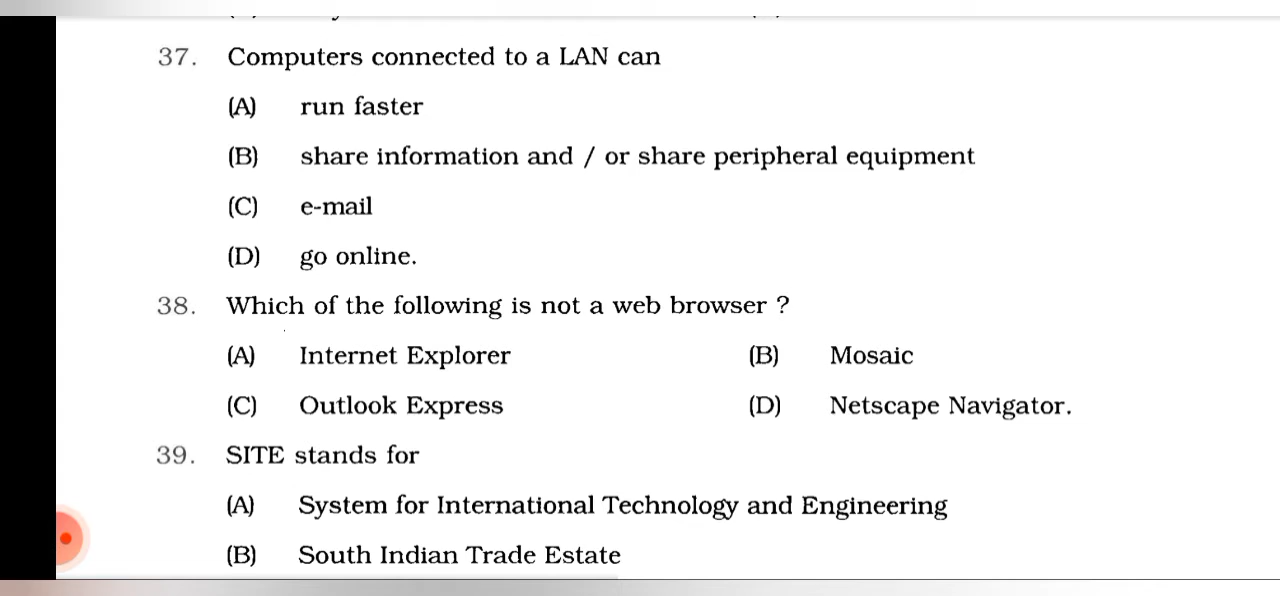 37. Computers connected to a LAN can
(A) run faster
(B) share information and / or share peripheral equipment
(C) e-mail
(D) go online.
38. Which of the following is not a web browser ?
(A) Internet Explorer (B) Mosaic
(C) Outlook Express (D) Netscape Navigator.
39. SITE stands for
(A) System for International Technology and Engineering
(B) South Indian Trade Estate